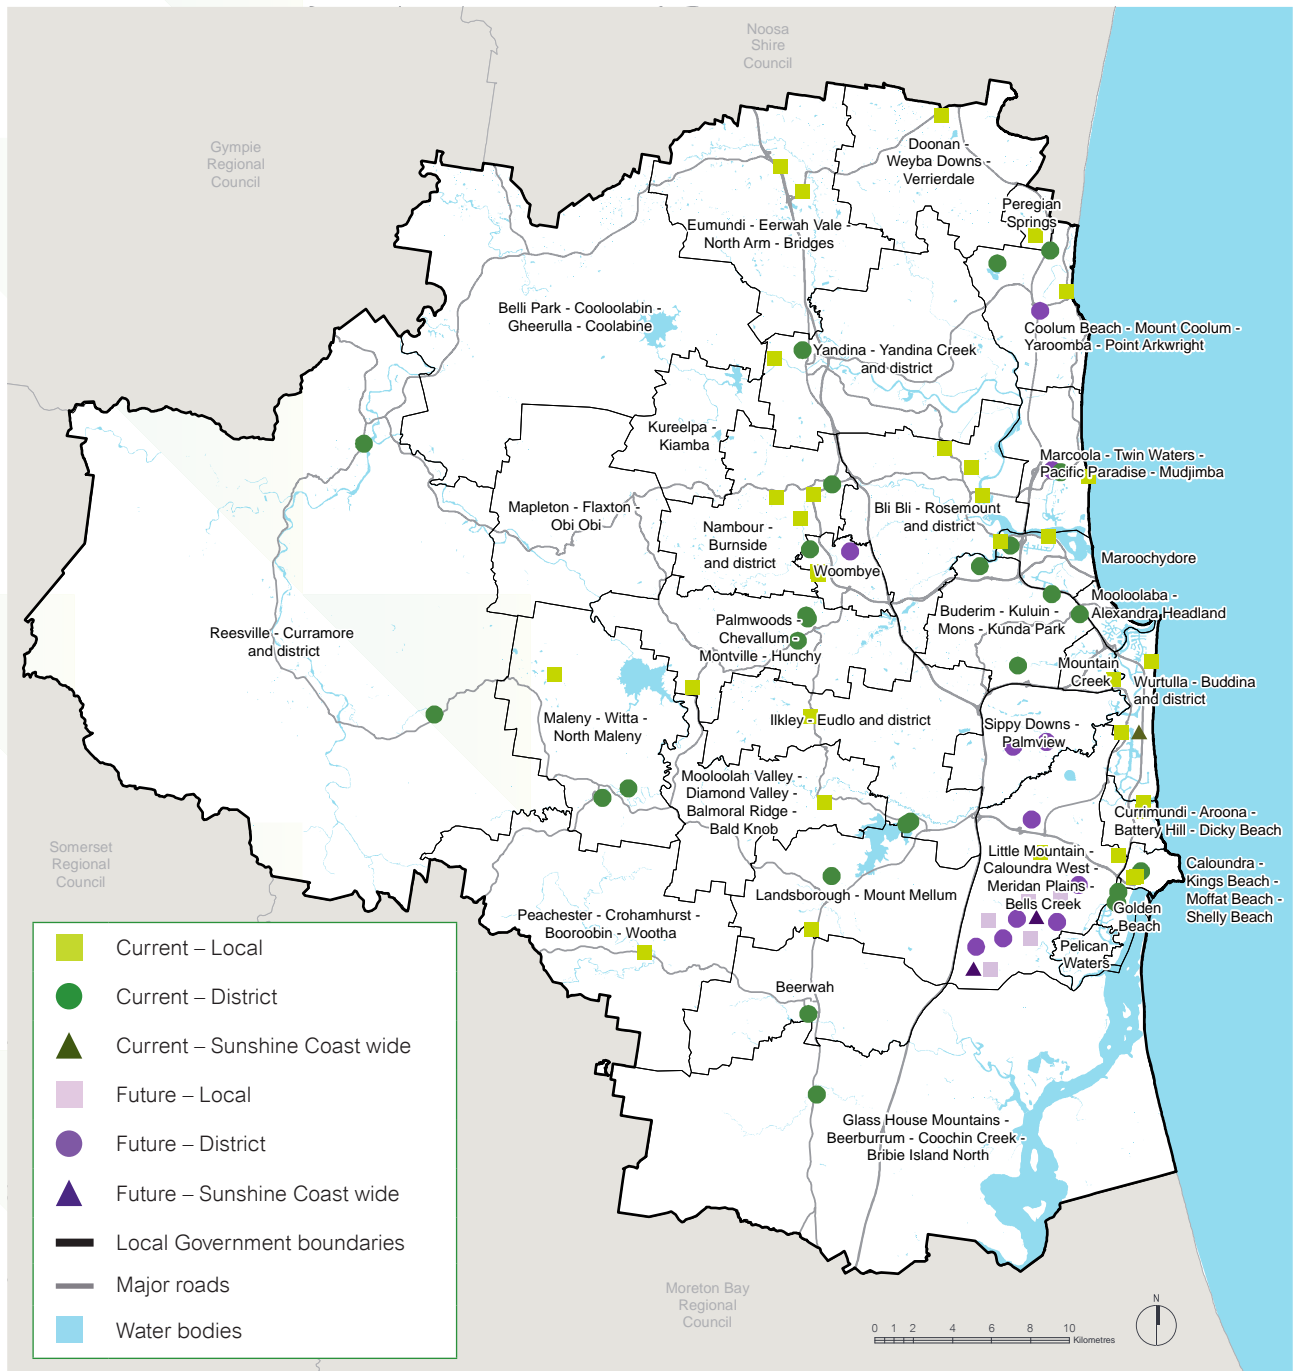 Noosa
Shire
Council
Gympie
Regional
Council
Doonan -
Weyba Downs -
Verrierdale
Peregian
Springs
Eumundi - Eerwah Vale -
North Arm - Bridges
Belli Park - Cooloolabin -
Gheerulla - Coolabine
Coolum Beach - Mount Coolum -
Yaroomba - Point Arkwright
Yandina - Yandina Creek
and district
Kureelpa -
Kiamba
Marcoola - Twin Waters -
Pacific Paradise - Mudjimba
Mapleton - Flaxton -
Obi Obi
Bli Bli - Rosemount
and district
Nambour -
Burnside
and district
Woombye
Maroochydore
Mooloolaba -
Alexandra Headland
Buderim - Kuluin -
Mons - Kunda Park
Reesville - Curramore
and district
Palmwoods -
Chevallum -
Montville - Hunchy
Mountain
Creek
Wurtulla - Buddina
and district
Maleny - Witta -
North Maleny
Ilkley - Eudlo and district
Sippy Downs -
Palmview
Mooloolah Valley -
Diamond Valley -
Balmoral Ridge -
Bald Knob
Currimundi - Aroona -
Battery Hill - Dicky Beach
Somerset
Regional
Council
Little Mountain -
Caloundra West -
Meridan Plains -
Bells Creek
Caloundra -
Kings Beach -
Moffat Beach -
Shelly Beach
Landsborough - Mount Mellum
Golden
Beach
Peachester - Crohamhurst -
Booroobin - Wootha
Pelican
Waters
Beerwah
Glass House Mountains -
Beerburrum - Coochin Creek -
Bribie Island North
Moreton Bay
Regional
Council
Current – Local
Current – District
Current – Sunshine Coast wide
Future – Local
Future – District
Future – Sunshine Coast wide
Local Government boundaries
Major roads
Water bodies
N
0 1 2 4 6 8 10
Kilometres